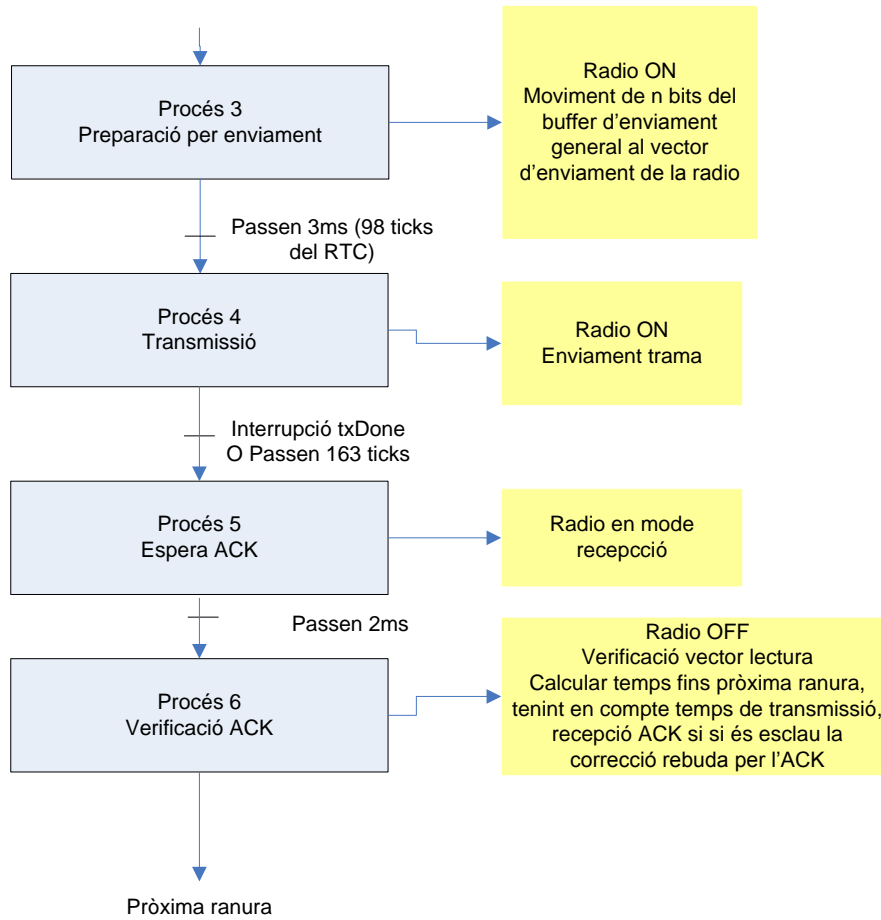 Procés 3
Preparació per enviament
Radio ON
Moviment de n bits del
buffer d'enviament
general al vector
d'enviament de la radio
Passen 3ms (98 ticks
del RTC)
Procés 4
Transmissió
Radio ON
Enviament trama
Interrupció txDone
O Passen 163 ticks
Procés 5
Espera ACK
Radio en mode
recepcció
Passen 2ms
Procés 6
Verificació ACK
Radio OFF
Verificació vector lectura
Calcular temps fins pròxima ranura,
tenint en compte temps de transmissió,
recepció ACK si si és esclau la
correcció rebuda per l'ACK
Pròxima ranura